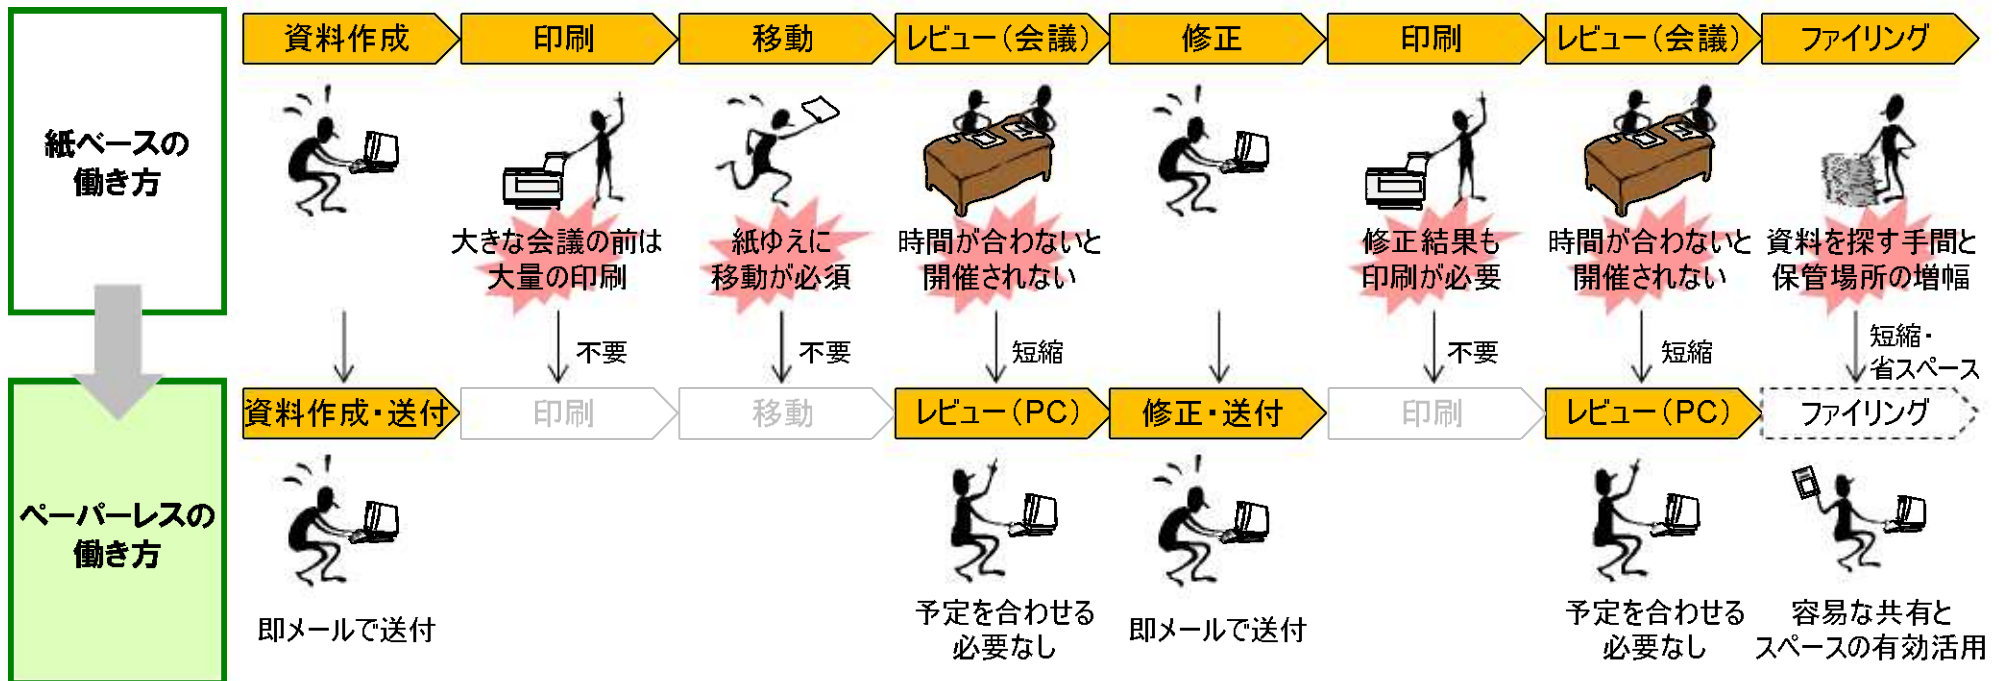 資料作成
印刷
移動
レビュー(会議)
修正
印刷
レビュー(会議)
ファイリング
紙ベースの
働き方
大きな会議の前は
大量の印刷
紙ゆえに
移動が必須
時間が合わないと
開催されない
修正結果も
印刷が必要
時間が合わないと
開催されない
資料を探す手間と
保管場所の増幅
不要
不要
短縮
不要
短縮
短縮・
省スペース
ペーパーレスの
働き方
資料作成・送付
印刷
移動
レビュー(PC)
修正・送付
印刷
レビュー(PC)
ファイリング
即メールで送付
予定を合わせる
必要なし
即メールで送付
予定を合わせる
必要なし
容易な共有と
スペースの有効活用